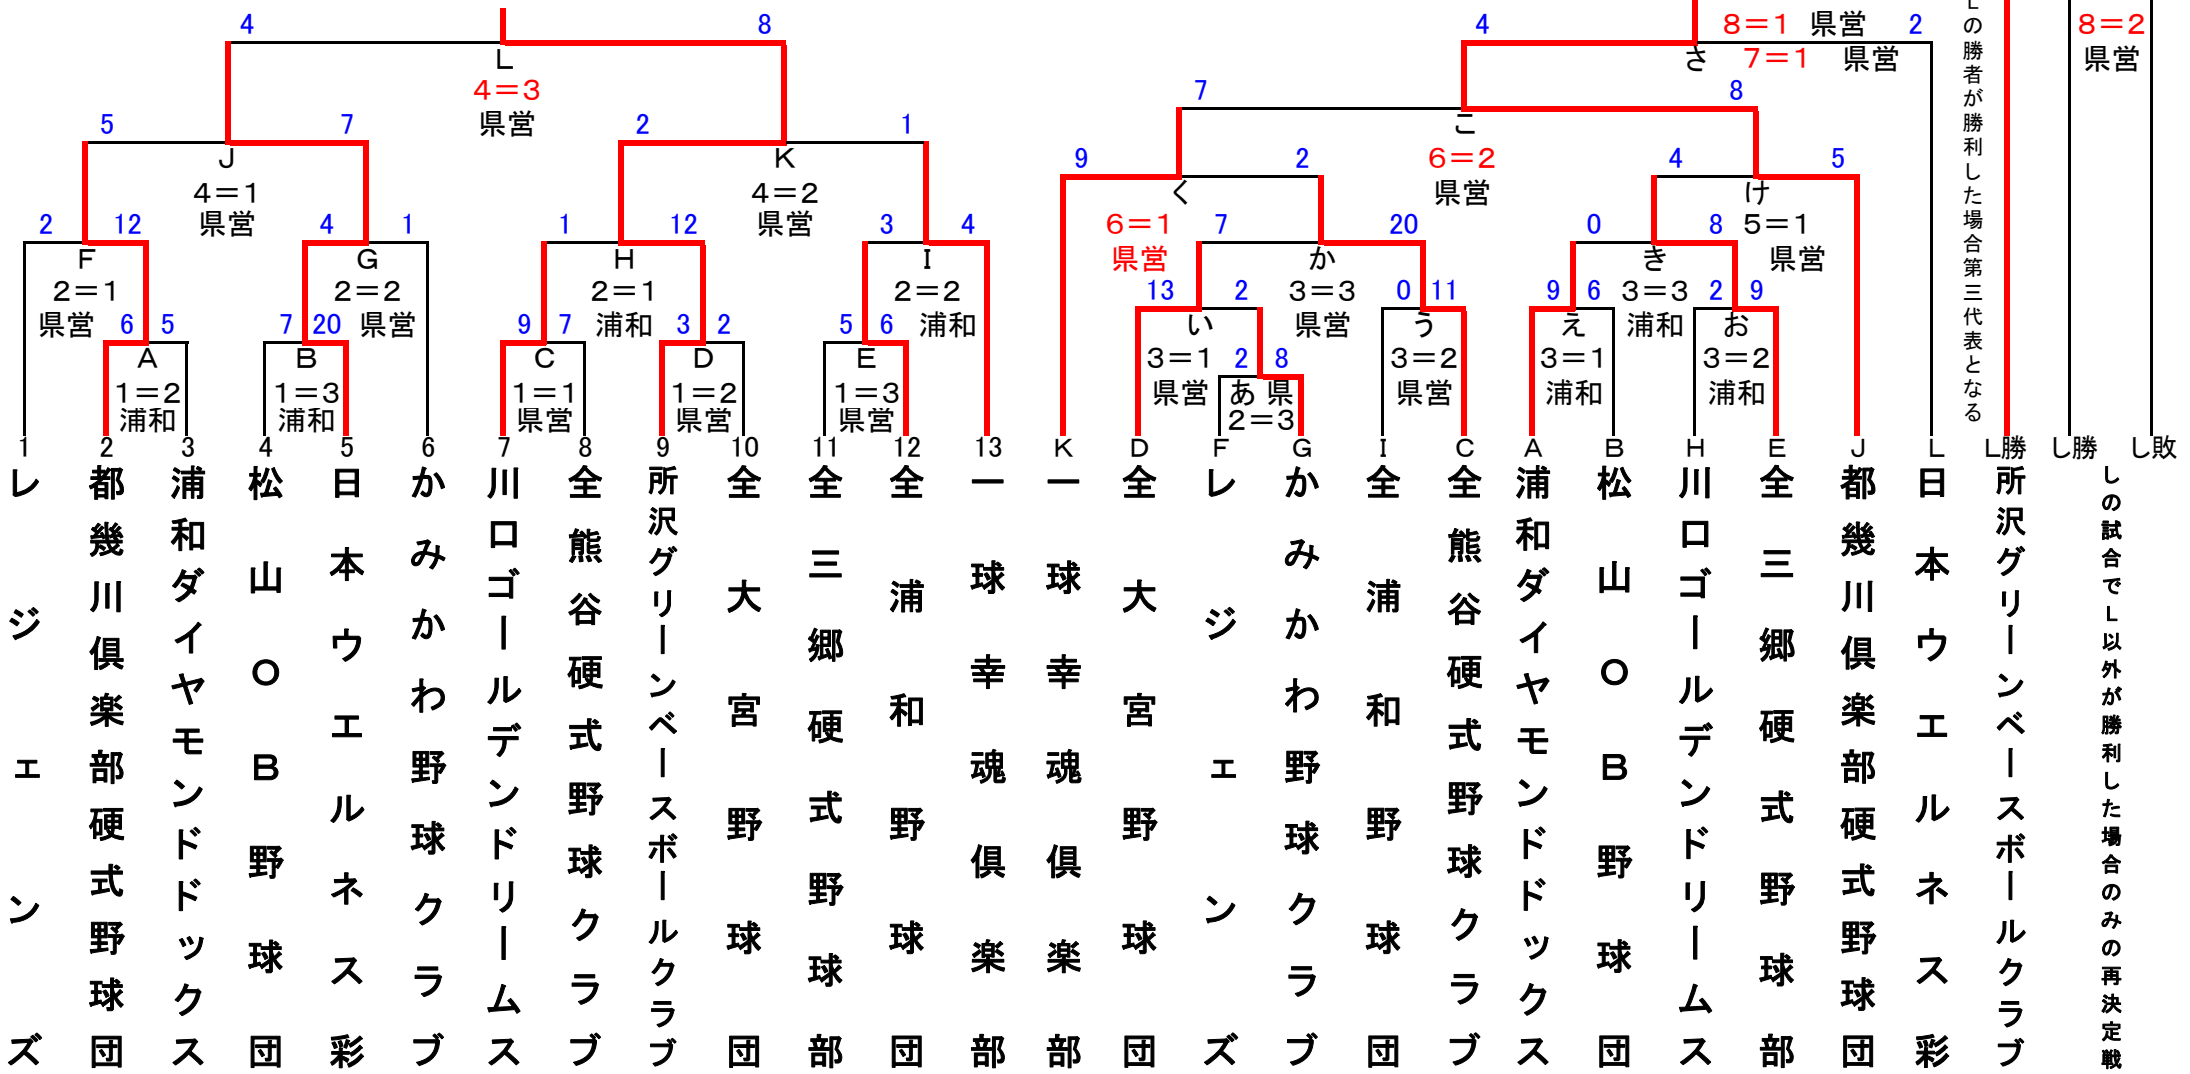 4 8 4 8＝1 県営 2 8＝2
L さ 7＝1 県営 県営
4＝3 7 8
県営 こ
5 7 2 1 6＝2
J K 県営
4＝1 4＝2 9 2 4 5
県営 県営 く け
2 12 4 1 1 12 3 4 6＝1 7 20 0 8 5＝1
F G H I 県営 か き 県営
2＝1 2＝2 2＝1 2＝2 13 2 3＝3 0 11 9 6 3＝3 2 9
県営 6 5 7 20 県営 9 7 浦和 3 2 5 6 浦和 い 県営 う え 浦和 お
A B C D E 3＝1 2 8 3＝2 3＝1 3＝2
1＝2 1＝3 1＝1 1＝2 1＝3 県営 あ 県 県営 浦和 浦和
浦和 浦和 県営 県営 県営 2＝3
1 2 3 4 5 6 7 8 9 10 11 12 13 K D F G I C A B H E J L L勝 し勝 し敗
レジェンズ
都幾川倶楽部硬式野球団
浦和ダイヤモンドドックス
松山OB野球団
日本ウエルネス彩
かみかわ野球クラブ
川口ゴールデンドリームス
全熊谷硬式野球クラブ
所沢グリーンベースボールクラブ
全大宮野球団
全三郷硬式野球部
全浦和野球団
一球幸魂倶楽部
一球幸魂倶楽部
全大宮野球団
レジェンズ
かみかわ野球クラブ
全浦和野球団
全熊谷硬式野球クラブ
浦和ダイヤモンドドックス
松山OB野球団
川口ゴールデンドリームス
全三郷硬式野球部
都幾川倶楽部硬式野球団
日本ウエルネス彩
Lの勝者が勝利した場合第三代表となる
所沢グリーンベースボールクラブ
しの試合でL以外が勝利した場合のみの再決定戦